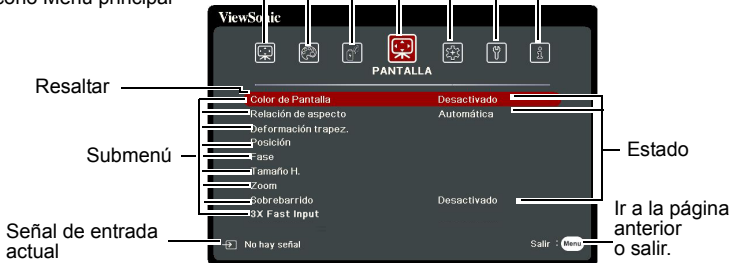 cono Menú principal
ViewSonic
PANTALLA
Resaltar
Color de Pantalla Desactivado
Relación de aspecto Automática
Deformación trapez.
Posición
Submenú
Estado
Fase
Tamaño H.
Zoom
Sobrebarrido Desactivado
3X Fast Input
Señal de entrada
actual
No hay señal
Salir : Menu
Ir a la página
anterior
o salir.